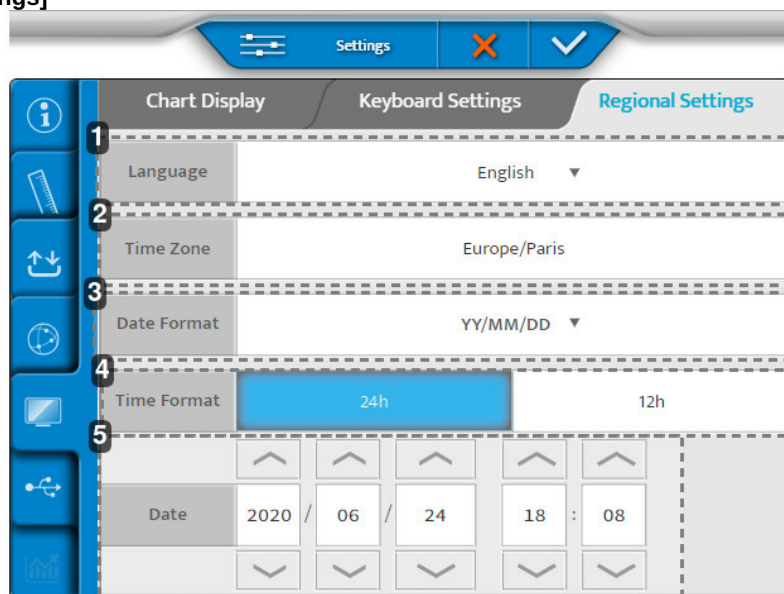 ngs]
Settings
Chart Display Keyboard Settings Regional Settings
1
Language English ▼
2
Time Zone Europe/Paris
3
Date Format YY/MM/DD ▼
4
Time Format 24h 12h
5
Date 2020 / 06 / 24 18 : 08